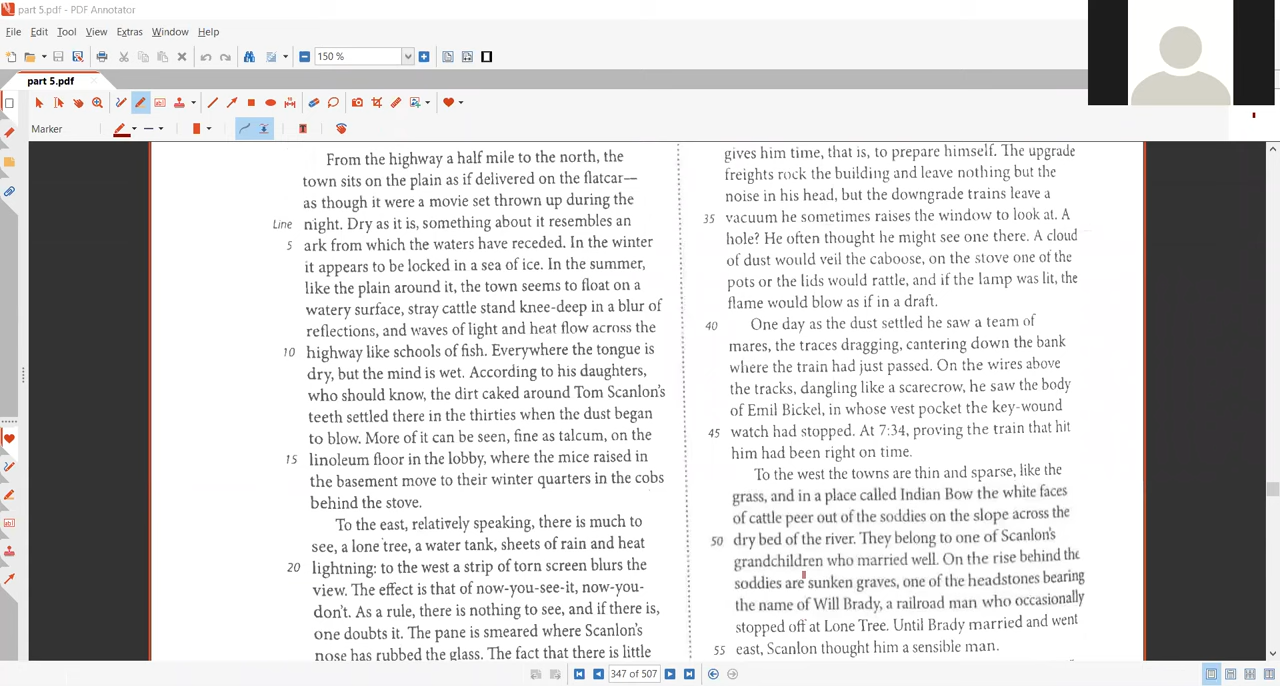 part 5.pdf - PDF Annotator
File Edit Tool View Extras Window Help
150 %
part 5.pdf
Marker
From the highway a half mile to the north, the
town sits on the plain as if delivered on the flatcar—
as though it were a movie set thrown up during the
Line night. Dry as it is, something about it resembles an
5 ark from which the waters have receded. In the winter
it appears to be locked in a sea of ice. In the summer,
like the plain around it, the town seems to float on a
watery surface, stray cattle stand knee-deep in a blur of
reflections, and waves of light and heat flow across the
10 highway like schools of fish. Everywhere the tongue is
dry, but the mind is wet. According to his daughters,
who should know, the dirt caked around Tom Scanlon's
teeth settled there in the thirties when the dust began
to blow. More of it can be seen, fine as talcum, on the
15 linoleum floor in the lobby, where the mice raised in
the basement move to their winter quarters in the cobs
behind the stove.
To the east, relatively speaking, there is much to
see, a lone tree, a water tank, sheets of rain and heat
20 lightning: to the west a strip of torn screen blurs the
view. The effect is that of now-you-see-it, now-you-
don't. As a rule, there is nothing to see, and if there is,
one doubts it. The pane is smeared where Scanlon's
nose has rubbed the glass. The fact that there is little
gives him time, that is, to prepare himself. The upgrade
freights rock the building and leave nothing but the
noise in his head, but the downgrade trains leave a
35 vacuum he sometimes raises the window to look at. A
hole? He often thought he might see one there. A cloud
of dust would veil the caboose, on the stove one of the
pots or the lids would rattle, and if the lamp was lit, the
flame would blow as if in a draft.
40 One day as the dust settled he saw a team of
mares, the traces dragging, cantering down the bank
where the train had just passed. On the wires above
the tracks, dangling like a scarecrow, he saw the body
of Emil Bickel, in whose vest pocket the key-wound
45 watch had stopped. At 7:34, proving the train that hit
him had been right on time.
To the west the towns are thin and sparse, like the
grass, and in a place called Indian Bow the white faces
of cattle peer out of the soddies on the slope across the
50 dry bed of the river. They belong to one of Scanlon's
grandchildren who married well. On the rise behind the
soddies are sunken graves, one of the headstones bearing
the name of Will Brady, a railroad man who occasionally
stopped off at Lone Tree. Until Brady married and went
55 east, Scanlon thought him a sensible man.
347 of 507